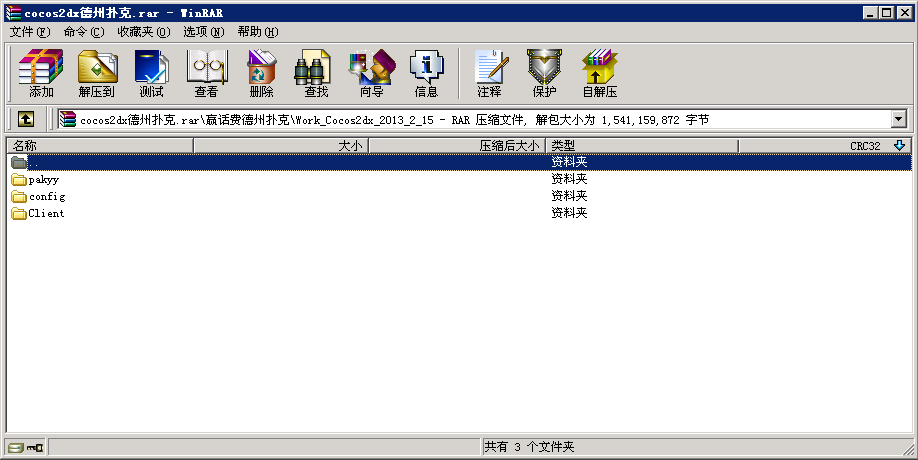 cocos2dx德州扑克.rar - WinRAR
文件(F) 命令(C) 收藏夹(O) 选项(N) 帮助(H)
添加 解压到 测试 查看 删除 查找 向导 信息 注释 保护 自解压
cocos2dx德州扑克.rar\赢话费德州扑克\Work_Cocos2dx_2013_2_15 - RAR 压缩文件, 解包大小为 1,541,159,872 字节
名称 大小 压缩后大小 类型 CRC32
.. 资料夹
pakyy 资料夹
config 资料夹
Client 资料夹
共有 3 个文件夹